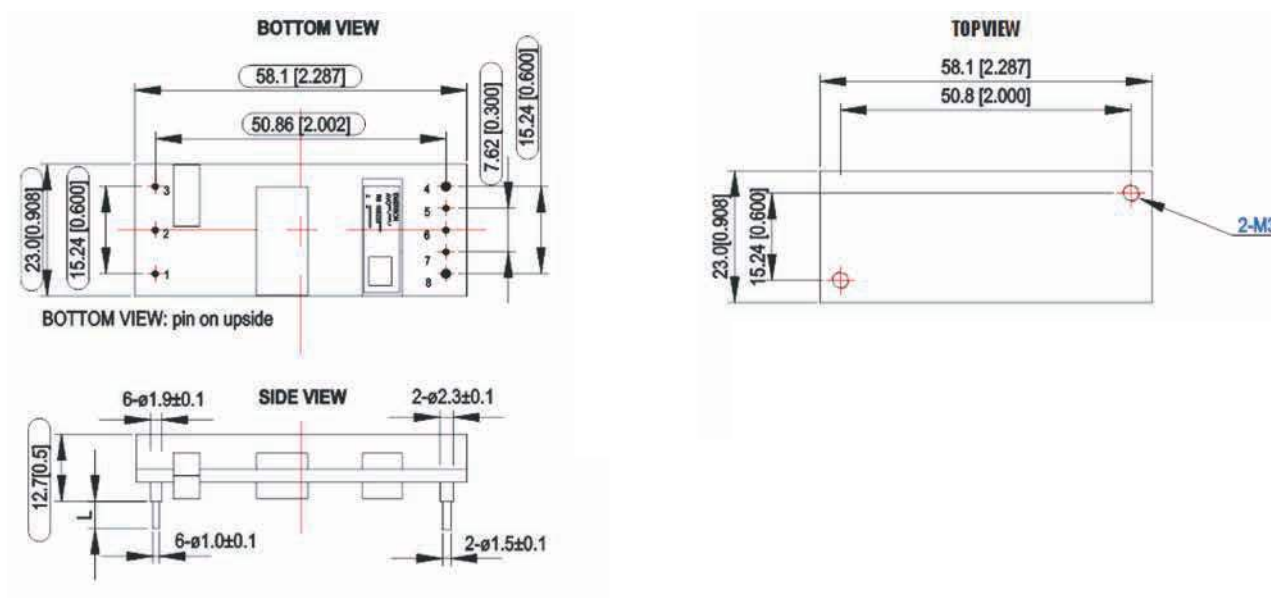 BOTTOM VIEW
58.1 [2.287]
50.86 [2.002]
7.62 [0.300]
15.24 [0.600]
23.0[0.908]
15.24 [0.600]
3
2
1
4
5
6
7
8
BOTTOM VIEW: pin on upside
TOPVIEW
58.1 [2.287]
50.8 [2.000]
23.0[0.908]
15.24 [0.600]
2-M3
SIDE VIEW
6-ø1.9±0.1
2-ø2.3±0.1
12.7[0.5]
L
6-ø1.0±0.1
2-ø1.5±0.1